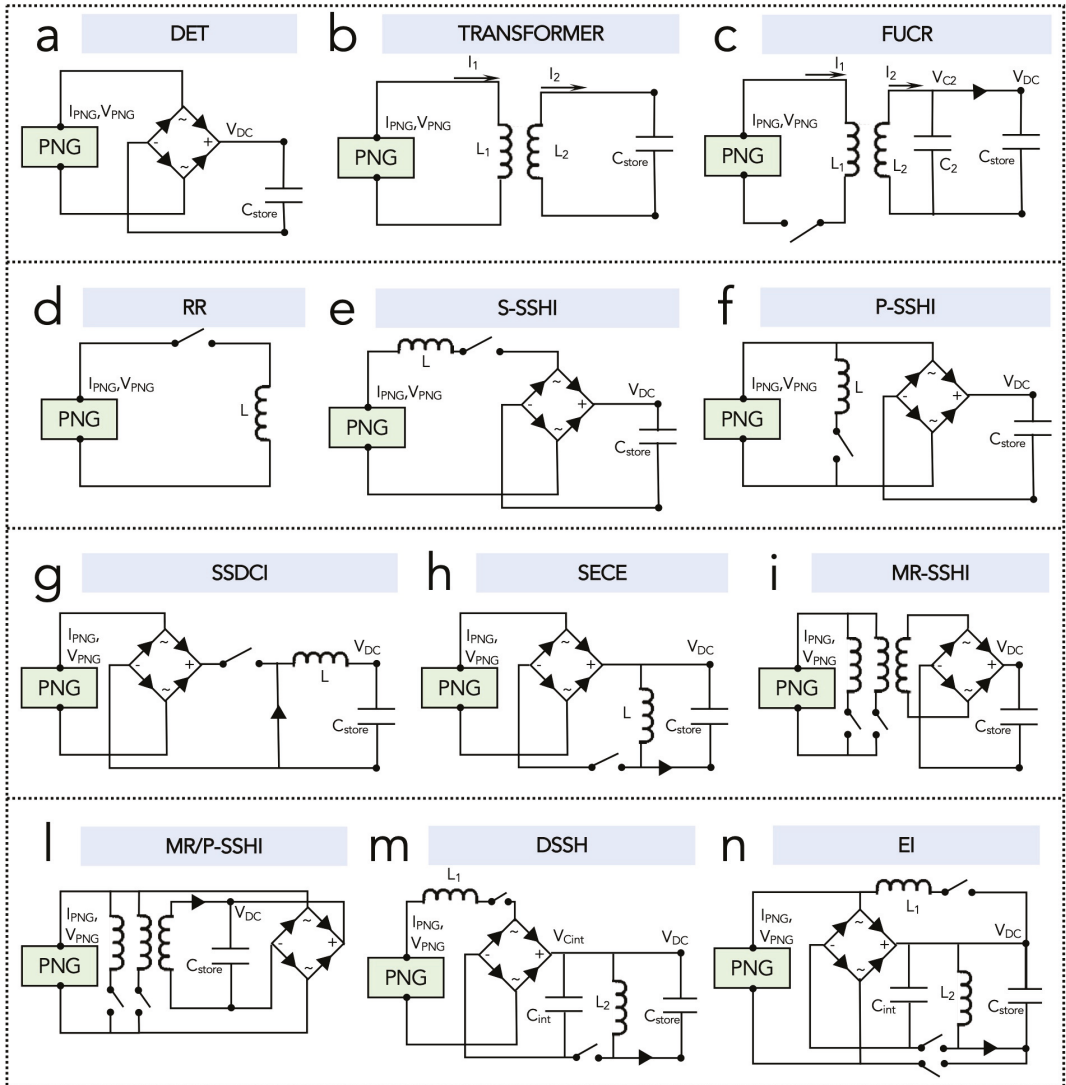 a DET
I_PNG,V_PNG
V_DC
PNG
~
- +
~
C_store
b TRANSFORMER
I_1
I_2
I_PNG,V_PNG
PNG
L_1
L_2
C_store
c FUCR
I_1
I_2
V_C2
V_DC
I_PNG,V_PNG
PNG
L_1
L_2
C_2
C_store
d RR
I_PNG,V_PNG
PNG
L
e S-SSHI
L
I_PNG,V_PNG
V_DC
PNG
~
- +
~
C_store
f P-SSHI
I_PNG,V_PNG
L
V_DC
PNG
~
- +
~
C_store
g SSDCI
I_PNG,
V_PNG
PNG
~
- +
~
L
V_DC
C_store
h SECE
I_PNG,
V_PNG
PNG
~
- +
~
V_DC
L
C_store
i MR-SSHI
I_PNG,
V_PNG
PNG
~
- +
~
V_DC
C_store
l MR/P-SSHI
I_PNG,
V_PNG
PNG
V_DC
C_store
~
- +
~
m DSSH
L_1
I_PNG,
V_PNG
PNG
~
- +
~
V_Cint
V_DC
C_int
L_2
C_store
n EI
L_1
I_PNG,
V_PNG
PNG
~
- +
~
V_DC
C_int
L_2
C_store